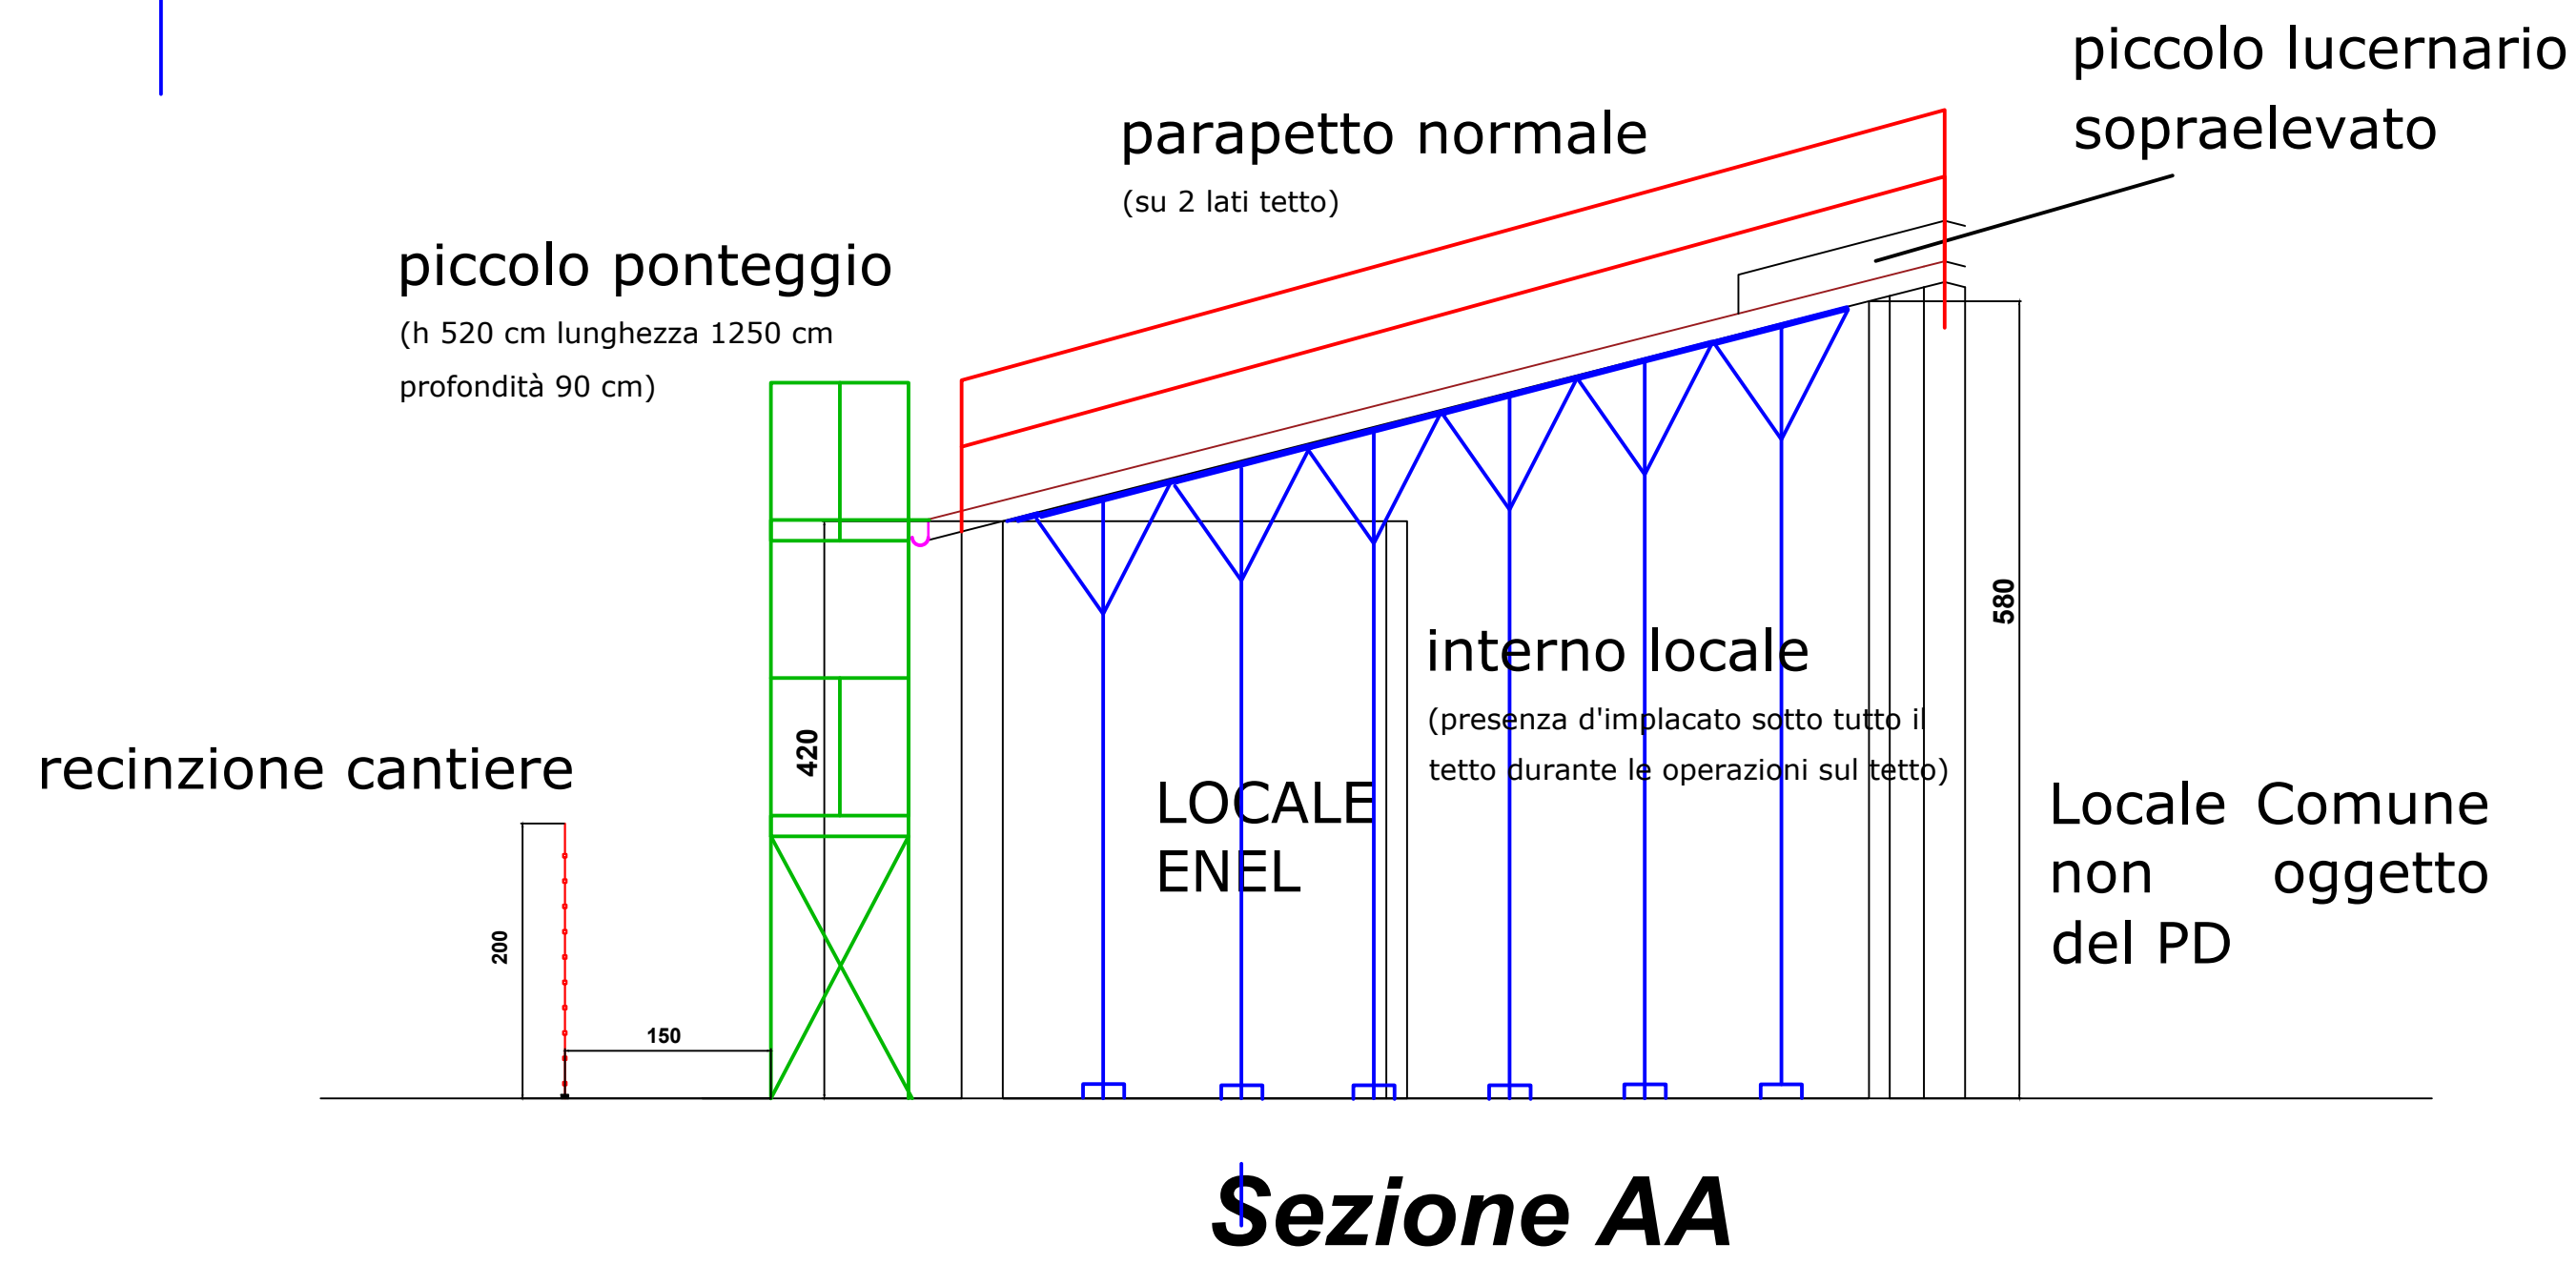 piccolo lucernario
sopraelevato
parapetto normale
(su 2 lati tetto)
piccolo ponteggio
(h 520 cm lunghezza 1250 cm
profondità 90 cm)
580
interno locale
(presenza d'implacato sotto tutto il
tetto durante le operazioni sul tetto)
420
recinzione cantiere
LOCALE
ENEL
Locale Comune
non oggetto
del PD
200
150
Sezione AA